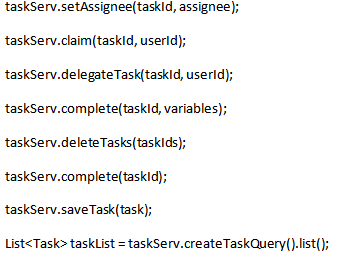 taskServ.setAssignee(taskId, assignee);
taskServ.claim(taskId, userId);
taskServ.delegateTask(taskId, userId);
taskServ.complete(taskId, variables);
taskServ.deleteTasks(taskIds);
taskServ.complete(taskId);
taskServ.saveTask(task);
List<Task> taskList = taskServ.createTaskQuery().list();